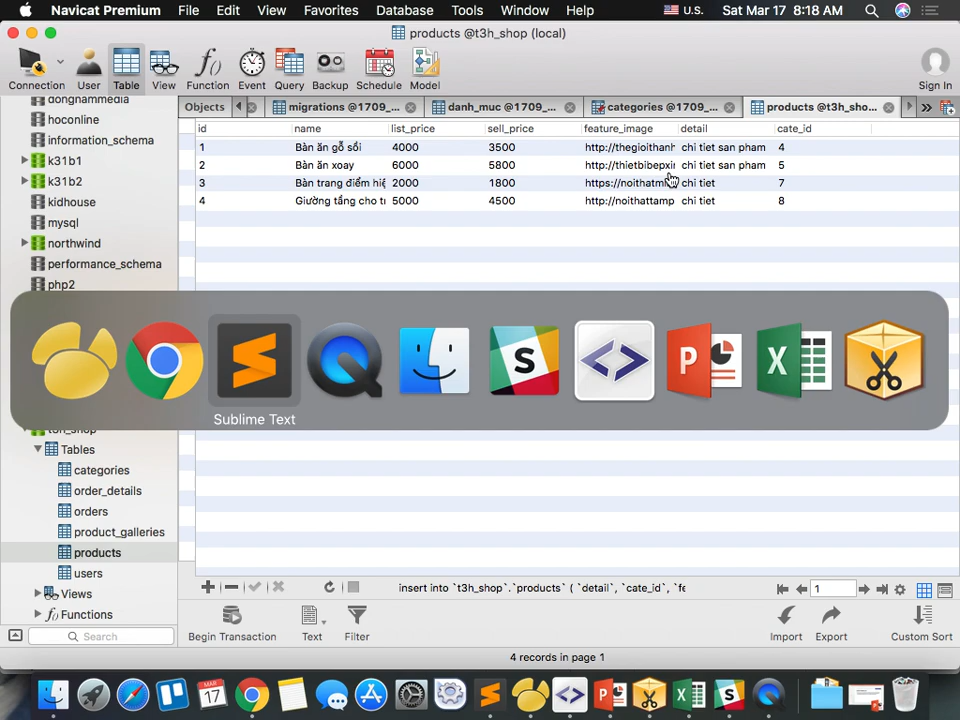 Navicat Premium File Edit View Favorites Database Tools Window Help U.S. Sat Mar 17 8:18 AM
products @t3h_shop (local)
Connection User Table View Function Event Query Backup Schedule Model Sign In
dongnammedia
Objects migrations @1709_... danh_muc @1709_... categories @1709_... products @t3h_sho...
hoconline
id name list_price sell_price feature_image detail cate_id
information_schema
1 Bàn ăn gỗ sồi 4000 3500 http://thegioithanh chi tiet san pham 4
k31b1
2 Bàn ăn xoay 6000 5800 http://thietbibepxi chi tiet san pham 5
k31b2
3 Bàn trang điểm hiệ 2000 1800 chi tiet 7
kidhouse
4 Giường tầng cho tr 5000 4500 http://noithattamp chi tiet 8
mysql
northwind
performance_schema
php2
Sublime Text
t3h_shop
Tables
categories
order_details
orders
product_galleries
products
users
Views
Functions
insert into `t3h_shop`.`products` ( `detail`, `cate_id`, `fe
1
Search
Begin Transaction Text Filter Import Export Custom Sort
4 records in page 1
MAR
17